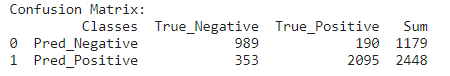 Confusion Matrix:
Classes True_Negative True_Positive Sum
0 Pred_Negative 989 190 1179
1 Pred_Positive 353 2095 2448